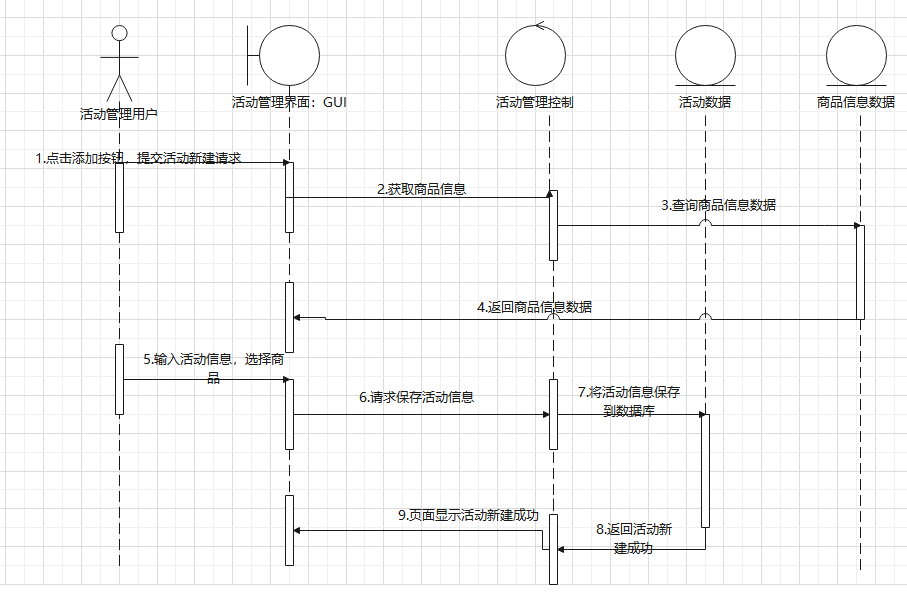 活动管理用户
活动管理界面：GUI
活动管理控制
活动数据
商品信息数据
1.点击添加按钮，提交活动新建请求
2.获取商品信息
3.查询商品信息数据
4.返回商品信息数据
5.输入活动信息，选择商
品
6.请求保存活动信息
7.将活动信息保存
到数据库
8.返回活动新
建成功
9.页面显示活动新建成功